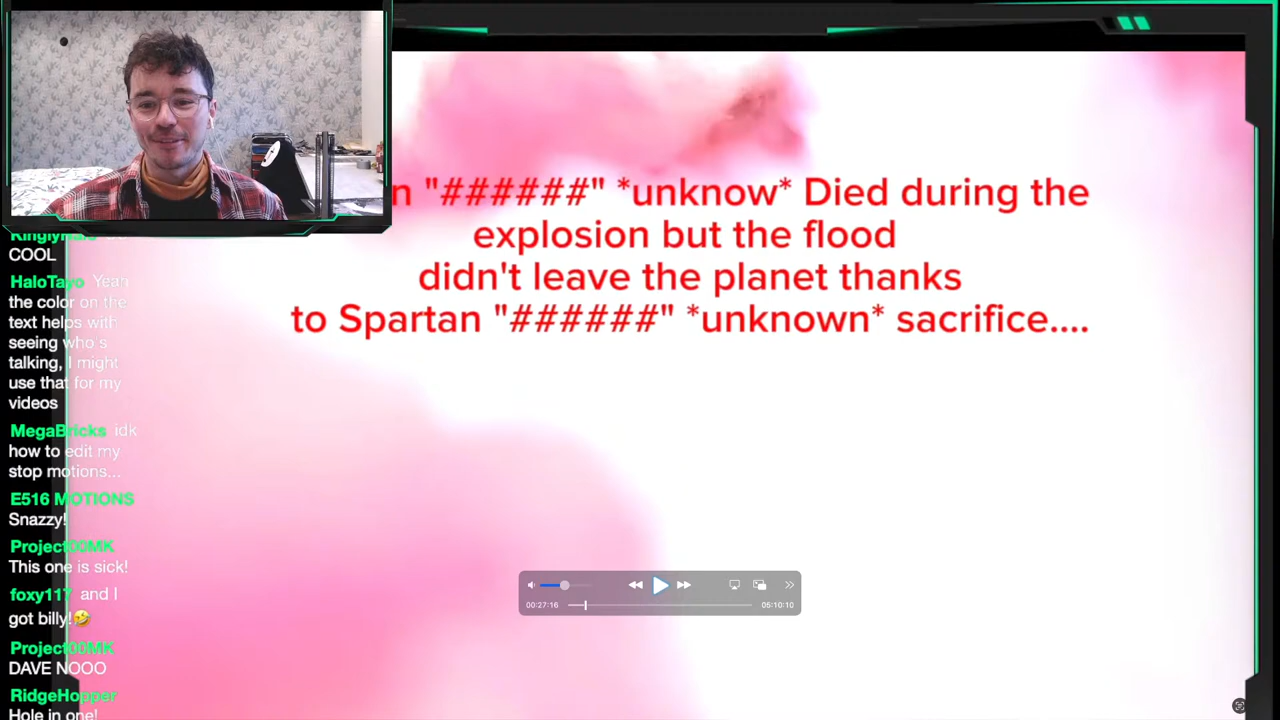 n "######" *unknow* Died during the
explosion but the flood
didn't leave the planet thanks
to Spartan "######" *unknown* sacrifice....
COOL
HaloTayo Yeah
the color on the
text helps with
seeing who's
talking, I might
use that for my
videos
MegaBricks idk
how to edit my
stop motions...
E516 MOTIONS
Snazzy!
Project00MK
This one is sick!
foxy117 and I
got billy!🤣
Project00MK
DAVE NOOO
RidgeHopper
Hole in one!
00:27:16
05:10:10